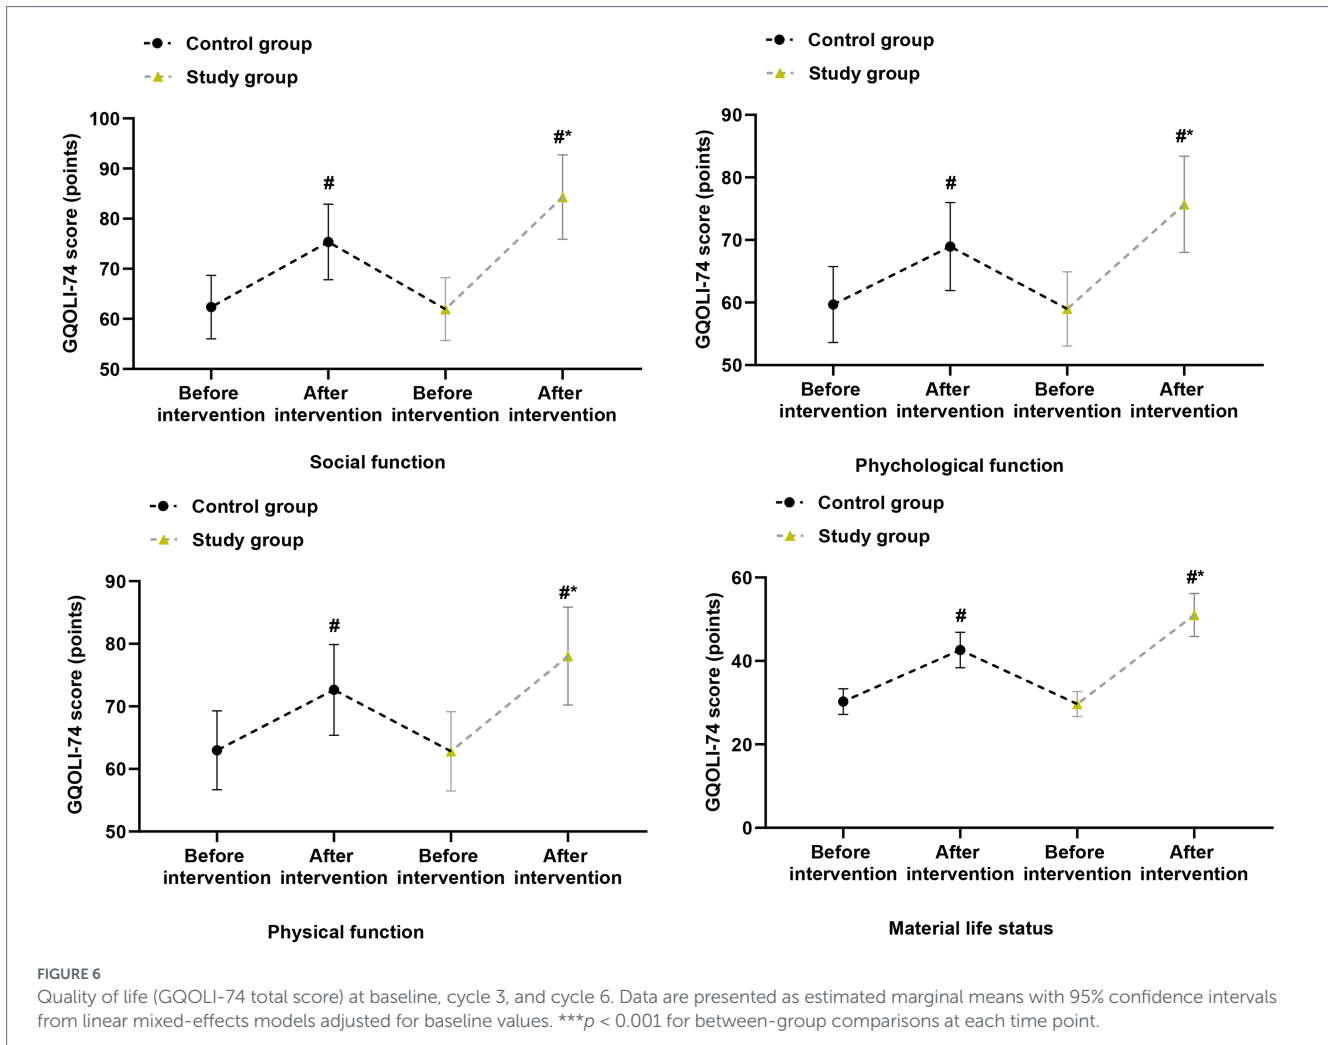 Control group
Study group
GQOLI-74 score (points)
100
90
80
70
60
50
#
#*
Before intervention
After intervention
Before intervention
After intervention
Social function
Control group
Study group
GQOLI-74 score (points)
90
80
70
60
50
#
#*
Before intervention
After intervention
Before intervention
After intervention
Phychological function
Control group
Study group
GQOLI-74 score (points)
90
80
70
60
50
#
#*
Before intervention
After intervention
Before intervention
After intervention
Physical function
Control group
Study group
GQOLI-74 score (points)
60
40
20
0
#
#*
Before intervention
After intervention
Before intervention
After intervention
Material life status
FIGURE 6
Quality of life (GQOLI-74 total score) at baseline, cycle 3, and cycle 6. Data are presented as estimated marginal means with 95% confidence intervals
from linear mixed-effects models adjusted for baseline values. ***p < 0.001 for between-group comparisons at each time point.